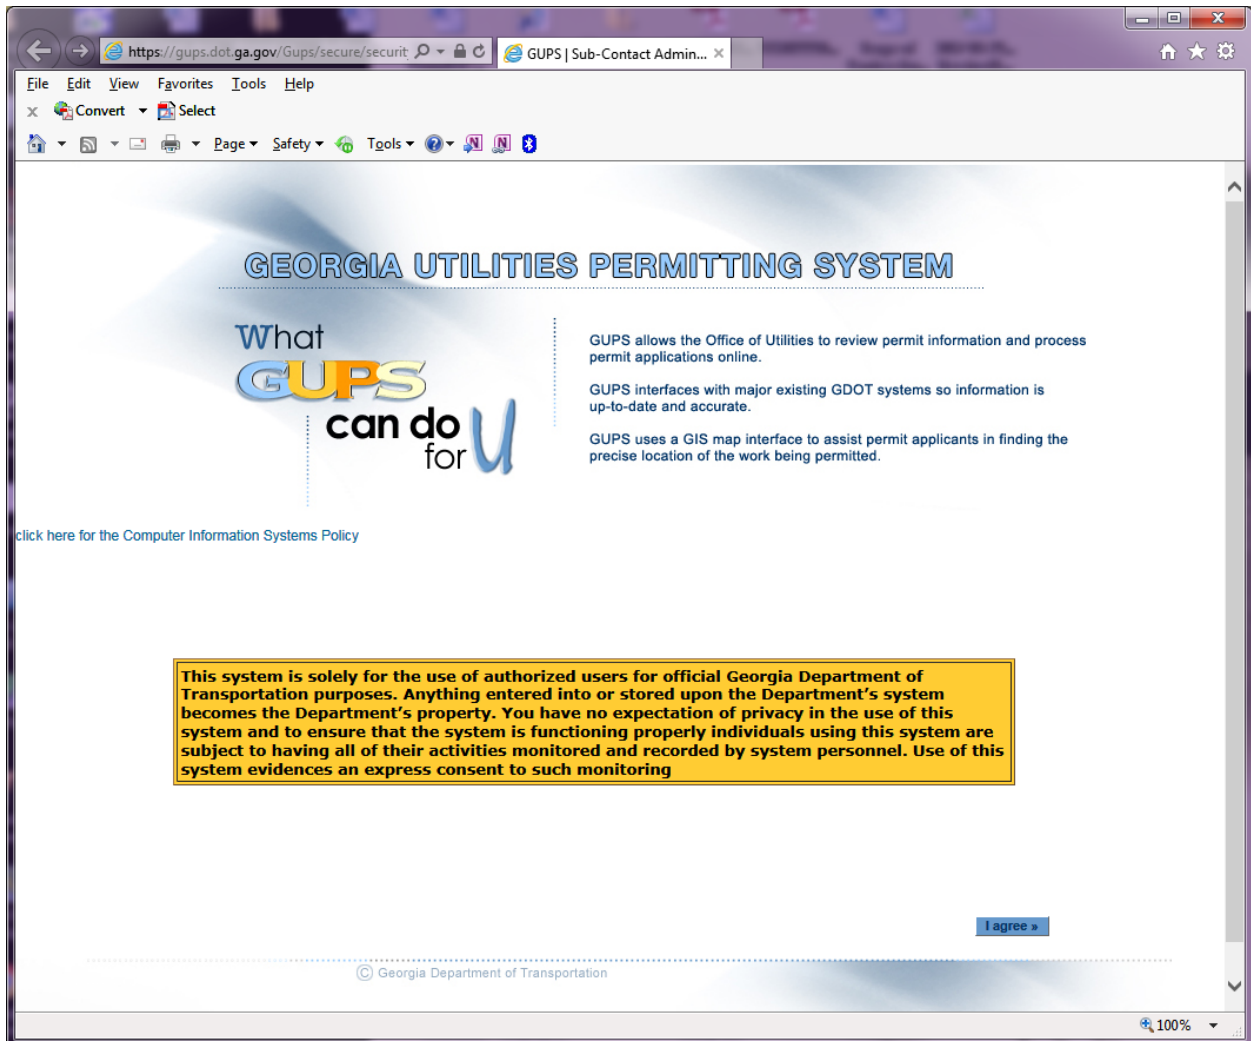 https://gups.dot.ga.gov/Gups/secure/securit
GUPS | Sub-Contact Admin...
File Edit View Favorites Tools Help
x Convert Select
Page Safety Tools
GEORGIA UTILITIES PERMITTING SYSTEM
What
GUPS
can do
for U
GUPS allows the Office of Utilities to review permit information and process
permit applications online.
GUPS interfaces with major existing GDOT systems so information is
up-to-date and accurate.
GUPS uses a GIS map interface to assist permit applicants in finding the
precise location of the work being permitted.
click here for the Computer Information Systems Policy
This system is solely for the use of authorized users for official Georgia Department of
Transportation purposes. Anything entered into or stored upon the Department's system
becomes the Department's property. You have no expectation of privacy in the use of this
system and to ensure that the system is functioning properly individuals using this system are
subject to having all of their activities monitored and recorded by system personnel. Use of this
system evidences an express consent to such monitoring
I agree »
© Georgia Department of Transportation
100%